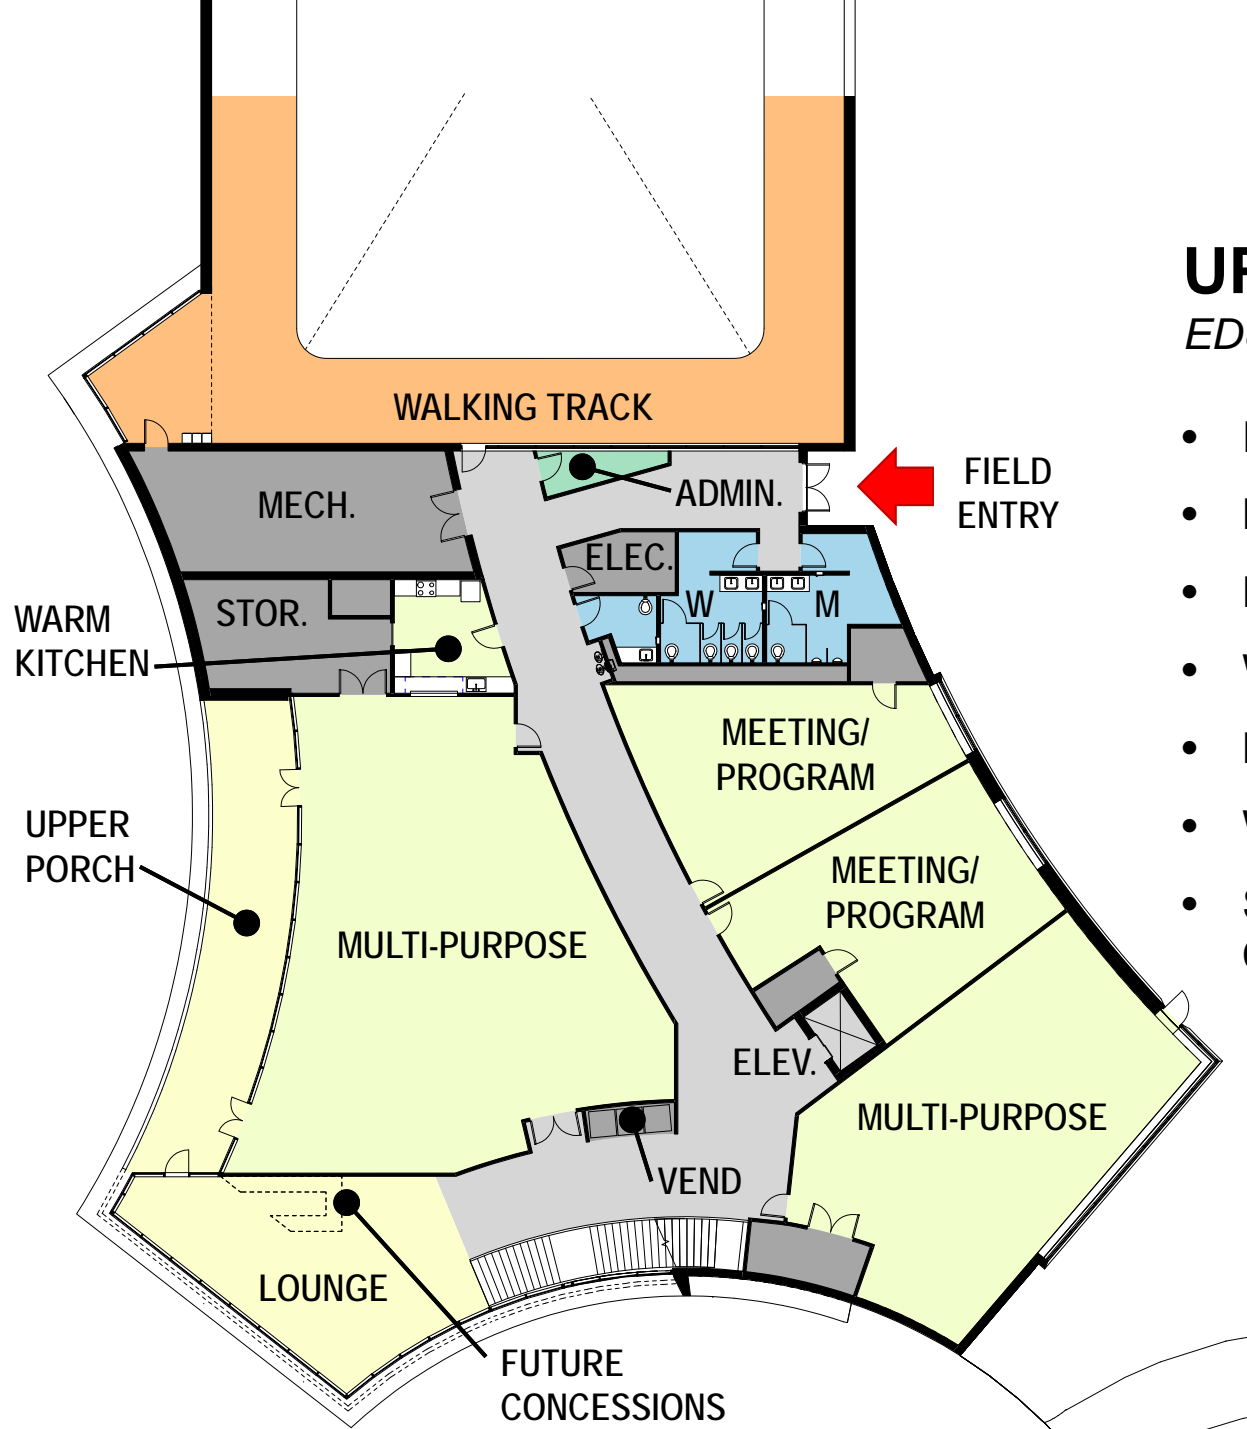 WALKING TRACK
MECH.
ADMIN.
FIELD
ENTRY
ELEC.
STOR.
W
M
WARM
KITCHEN
MEETING/
PROGRAM
UPPER
PORCH
MEETING/
PROGRAM
MULTI-PURPOSE
ELEV.
MULTI-PURPOSE
VEND
LOUNGE
FUTURE
CONCESSIONS